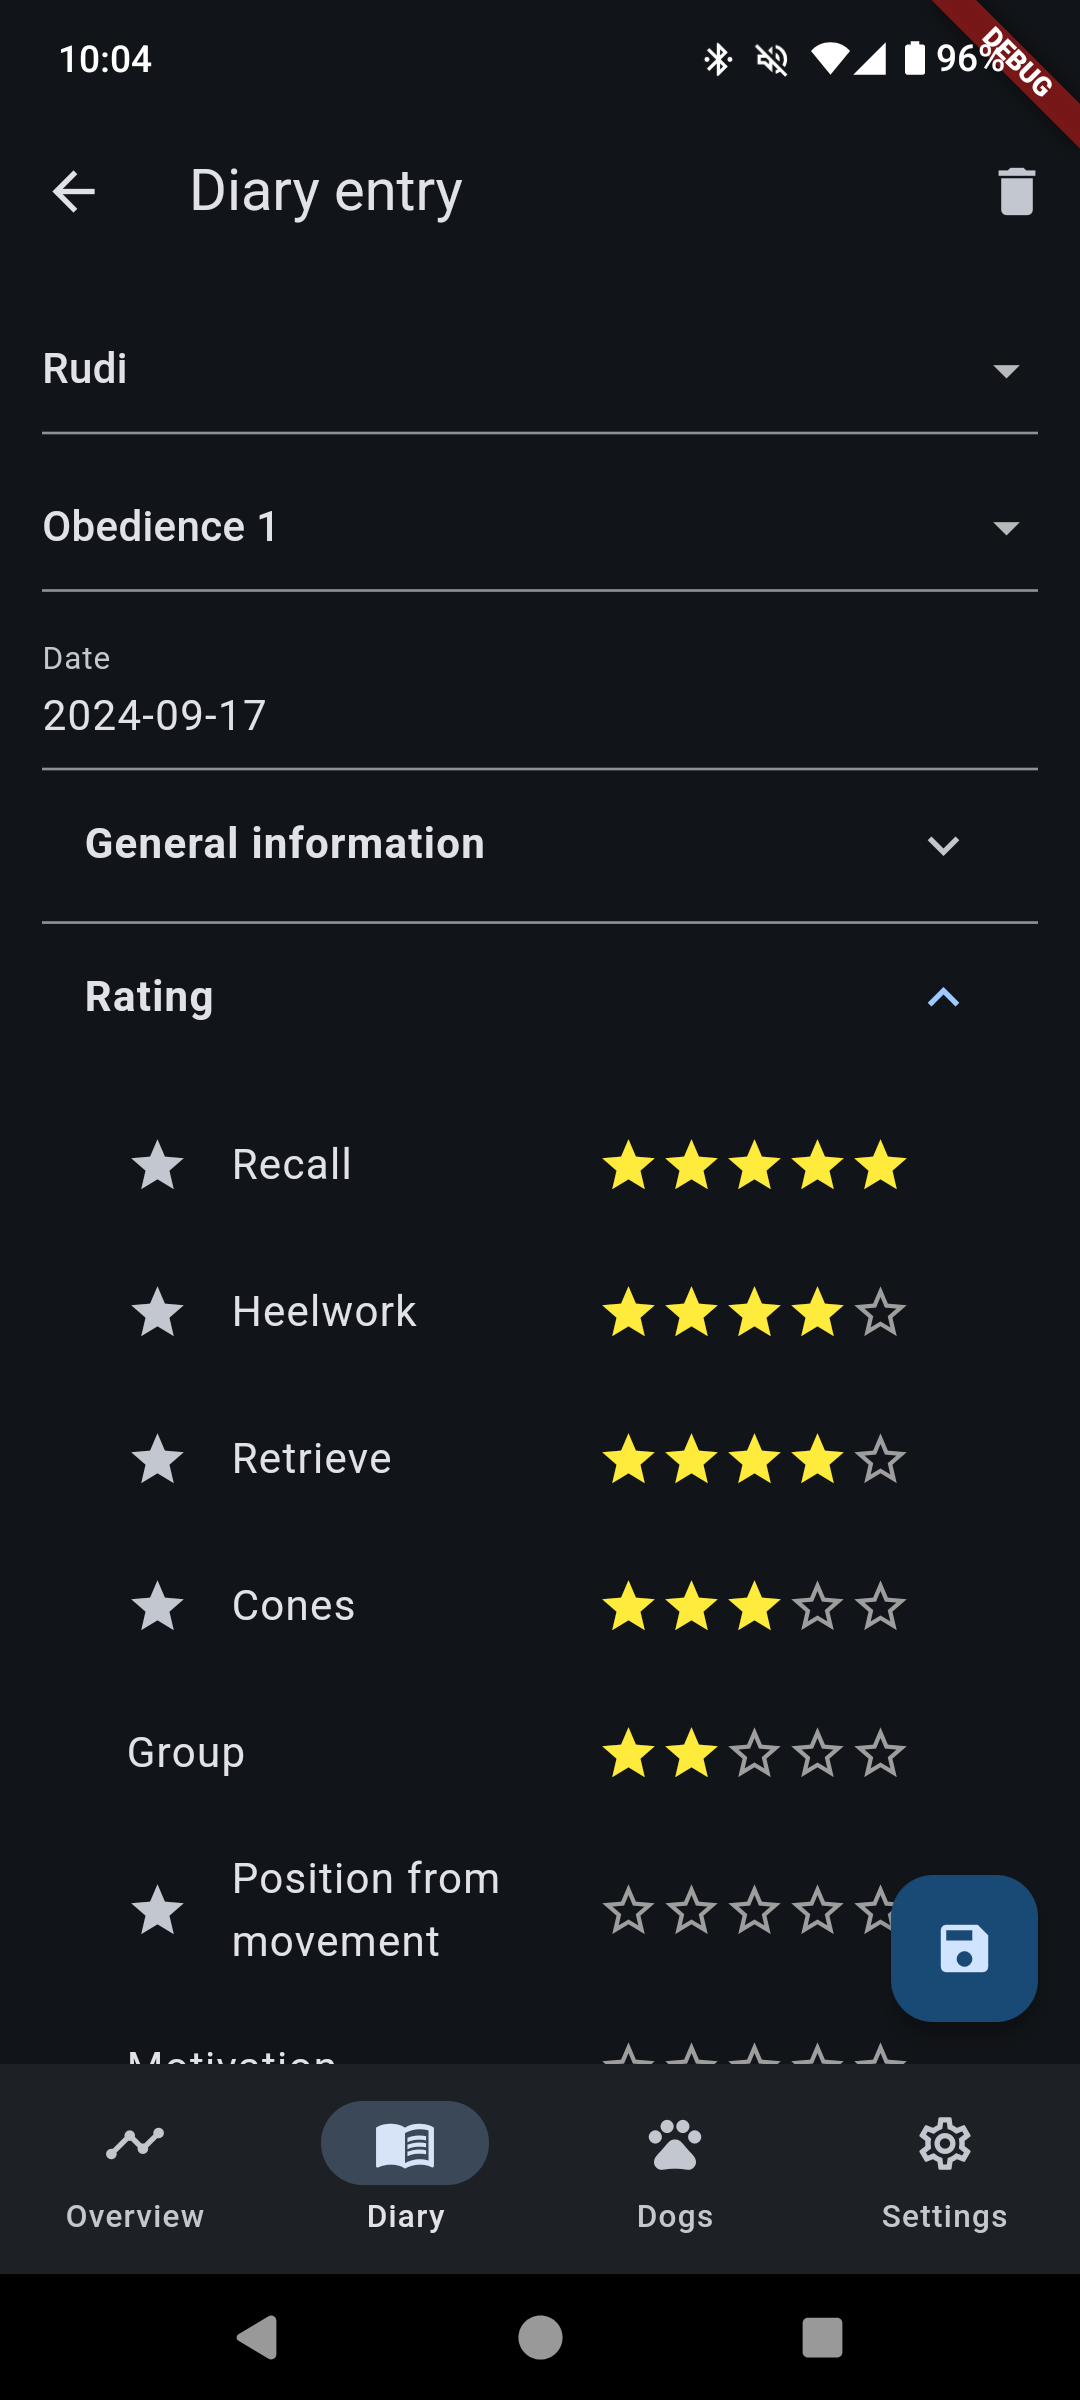 10:04
96%
DEBUG
Diary entry
Rudi
Obedience 1
Date
2024-09-17
General information
Rating
Recall
Heelwork
Retrieve
Cones
Group
Position from
movement
Motivation
Overview
Diary
Dogs
Settings